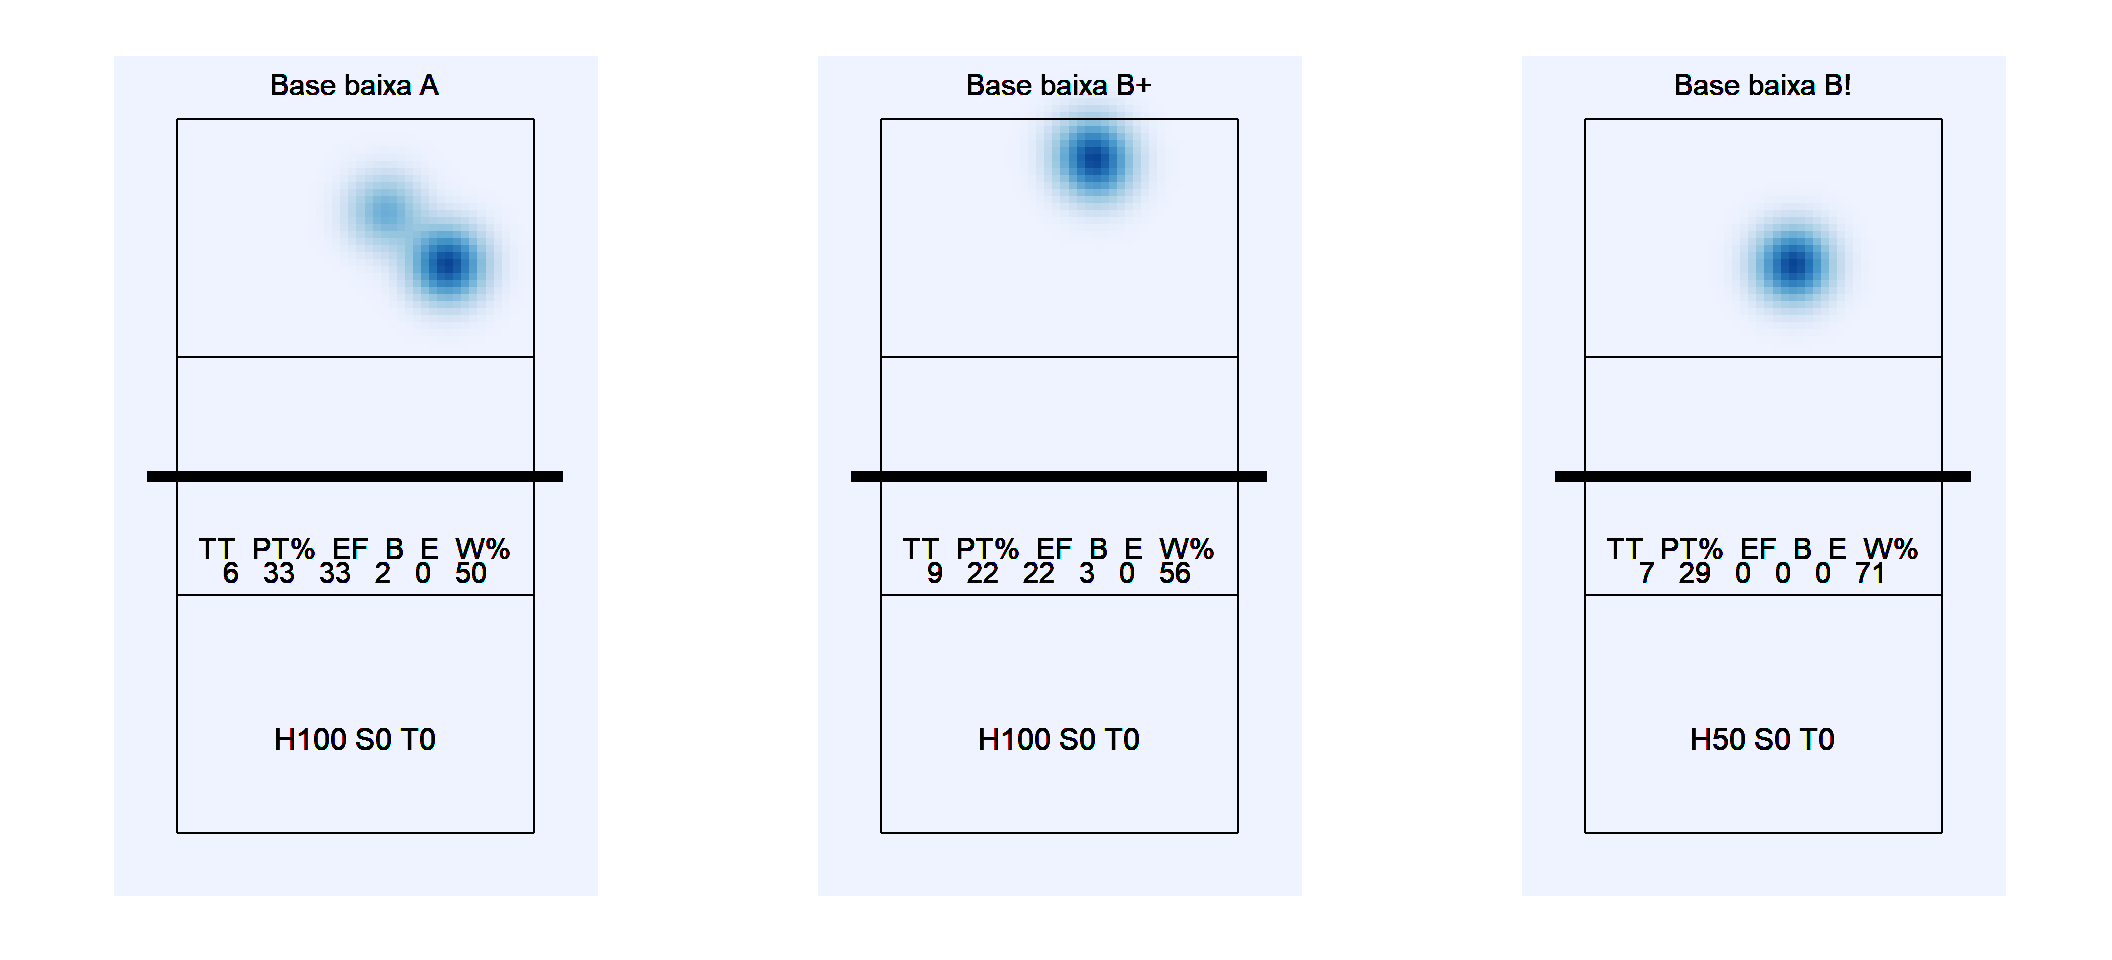 Base baixa A
TT PT% EF B E W%
6 33 33 2 0 50
H100 S0 T0
Base baixa B+
TT PT% EF B E W%
9 22 22 3 0 56
H100 S0 T0
Base baixa B!
TT PT% EF B E W%
7 29 0 0 0 71
H50 S0 T0